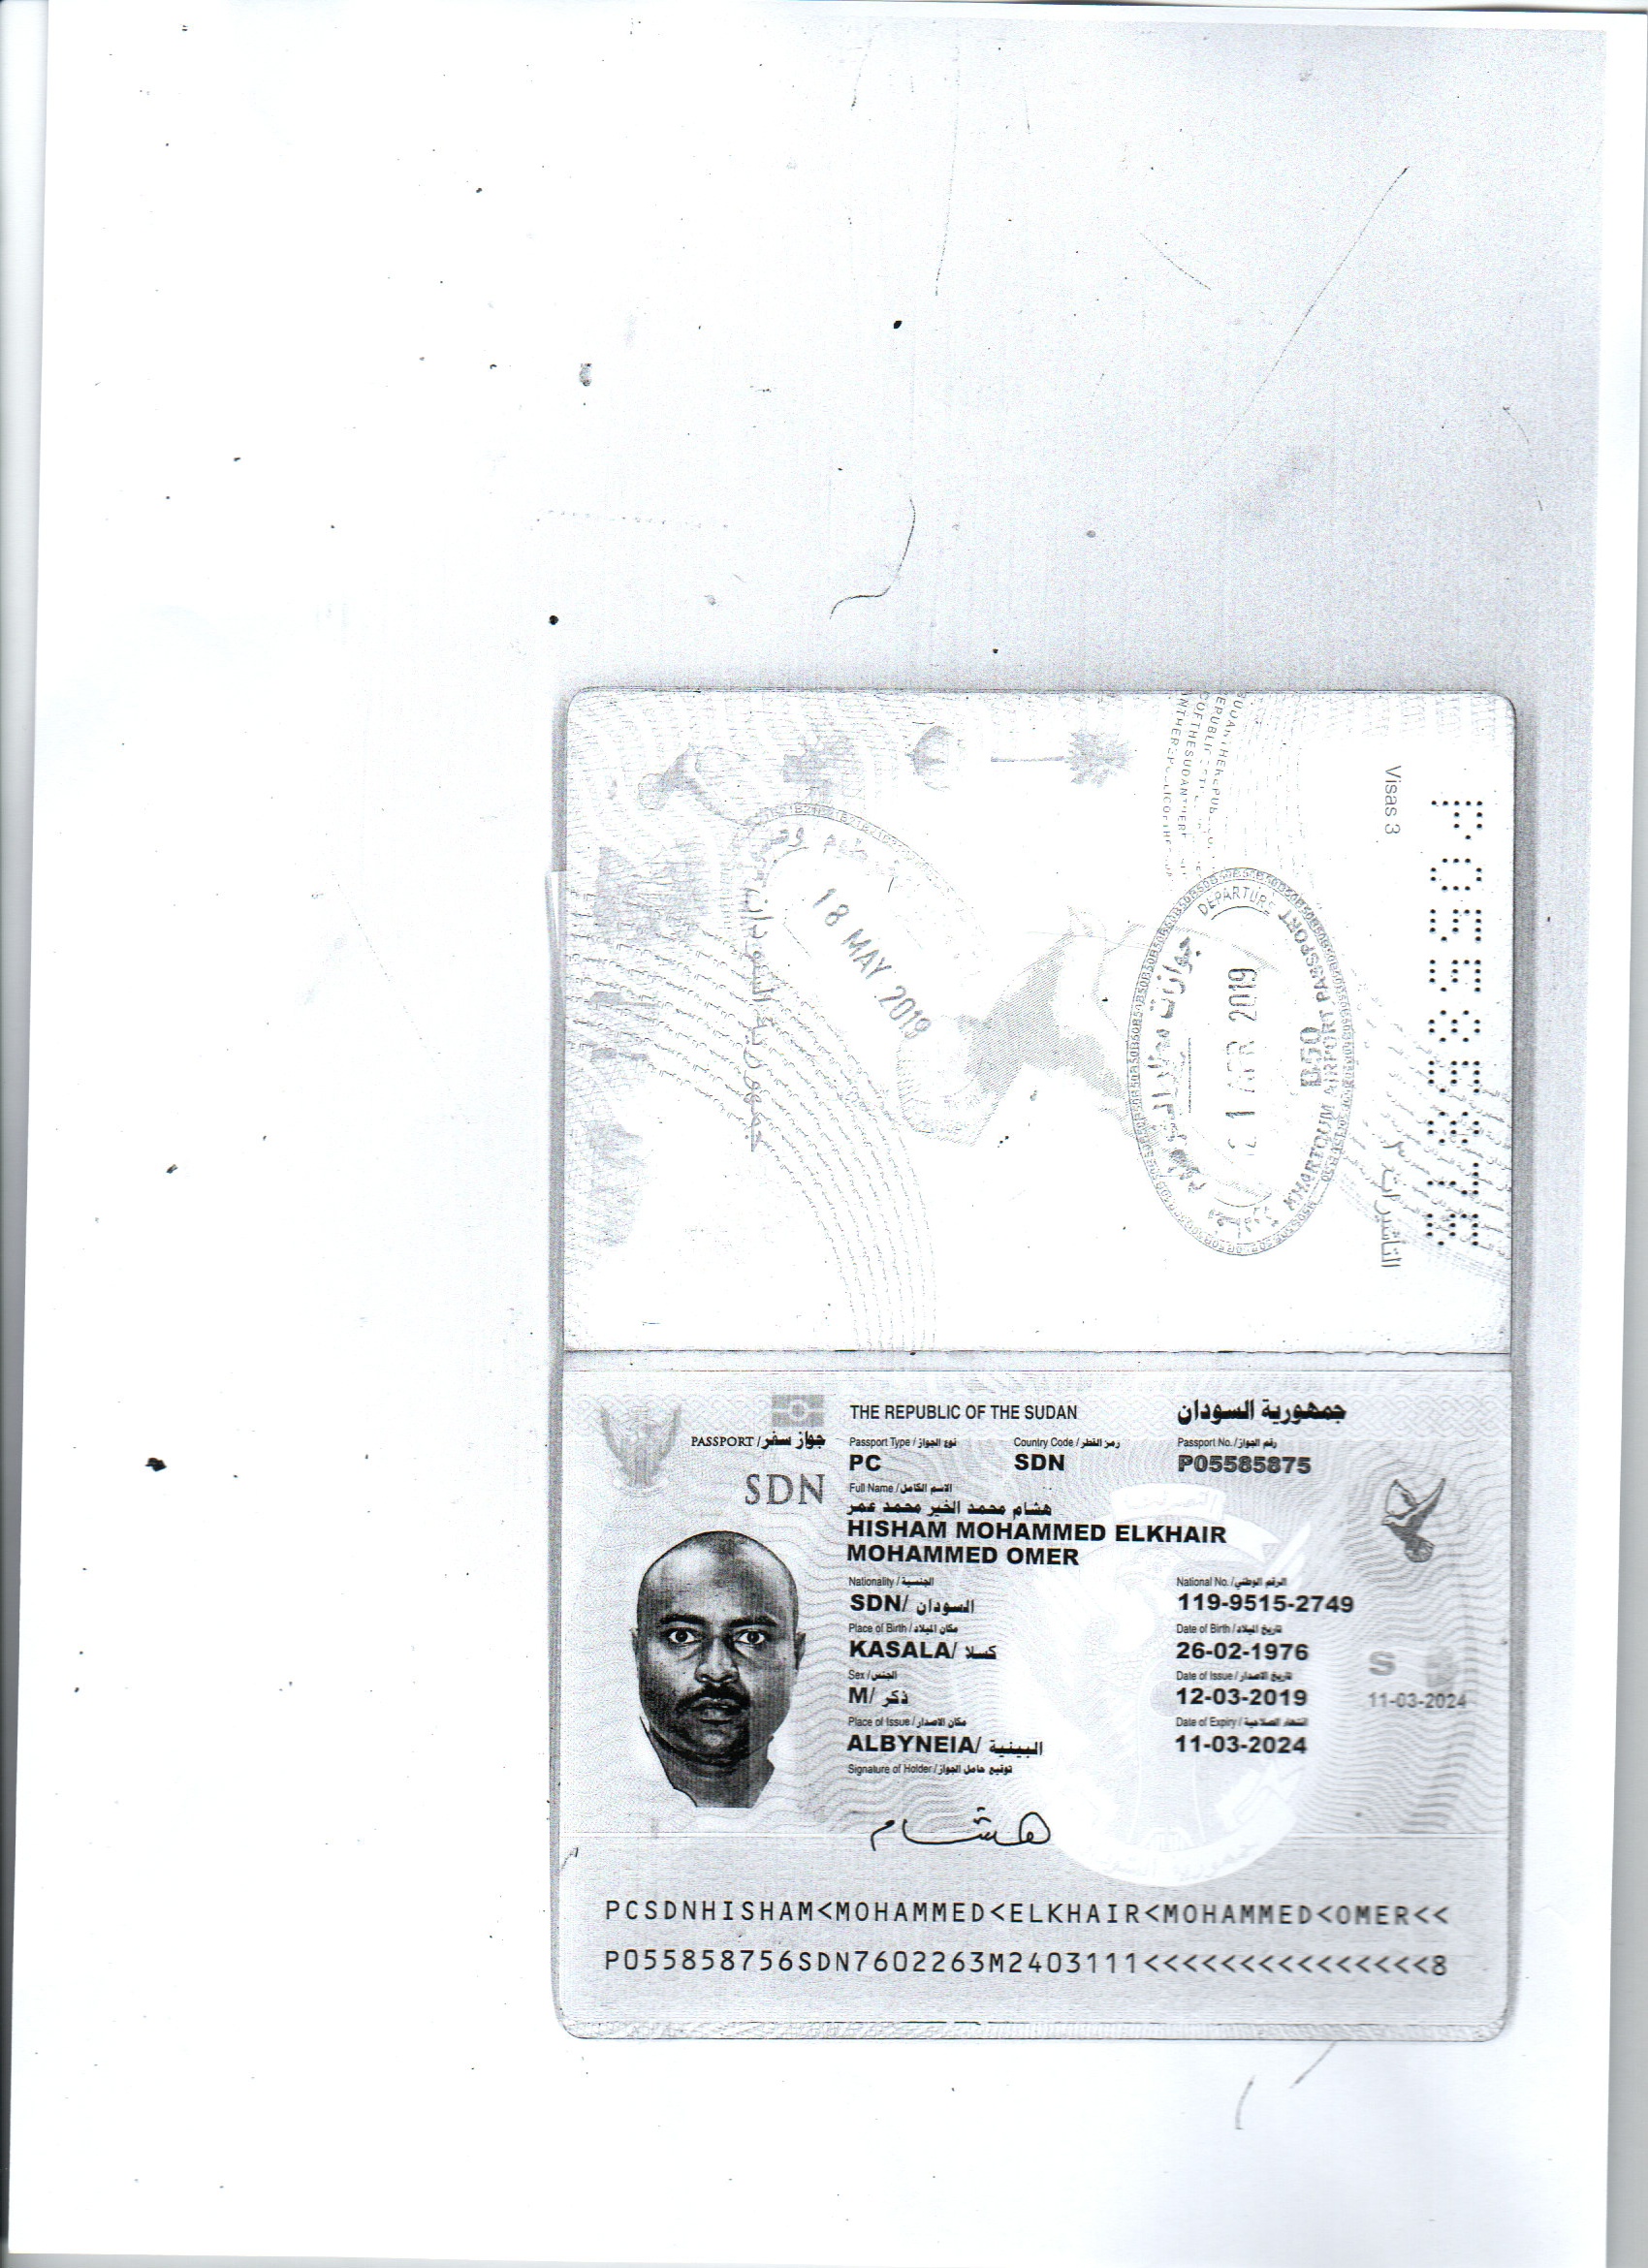 Visas 3
P05585875
التأشيرات
DEPARTURE
KHARTOUM AIRPORT PASSPORT
B50
جوازات مطار الخرطوم
1 APR 2019
18 MAY 2019
جمهورية السودان
THE REPUBLIC OF THE SUDAN جمهورية السودان
PASSPORT / جواز سفر
SDN
Passport Type / نوع الجواز Country Code / رمز القطر Passport No. / رقم الجواز
PC SDN P05585875
Full Name / الاسم الكامل
هشام محمد الخير محمد عمر
HISHAM MOHAMMED ELKHAIR
MOHAMMED OMER
Nationality / الجنسية National No. / الرقم الوطني
SDN/ السودان 119-9515-2749
Place of Birth / مكان الميلاد Date of Birth / تاريخ الميلاد
KASALA/ كسلا 26-02-1976
Sex / الجنس Date of Issue / تاريخ الاصدار
M/ ذكر 12-03-2019
S 11-03-2024
Place of Issue / مكان الاصدار Date of Expiry /
ALBYNEIA/ البينية 11-03-2024
Signature of Holder / توقيع حامل الجواز
هشام
PCSDNHISHAM<MOHAMMED<ELKHAIR<MOHAMMED<OMER<<
P055858756SDN7602263M2403111<<<<<<<<<<<<<<<8